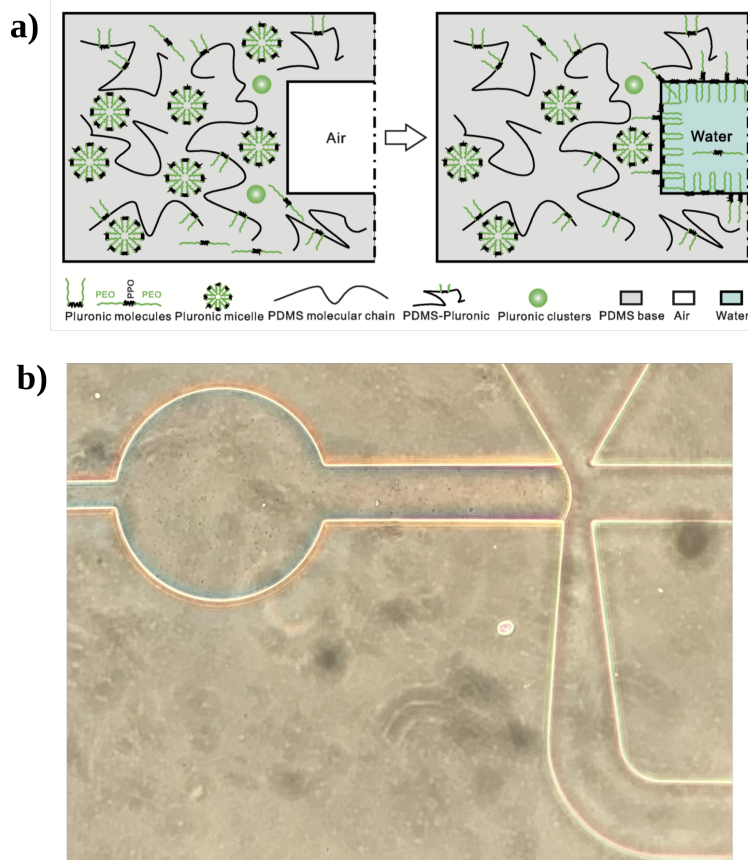 a)
Air
Water
PEO PPO PEO
Pluronic molecules Pluronic micelle PDMS molecular chain PDMS-Pluronic Pluronic clusters PDMS base Air Water
b)